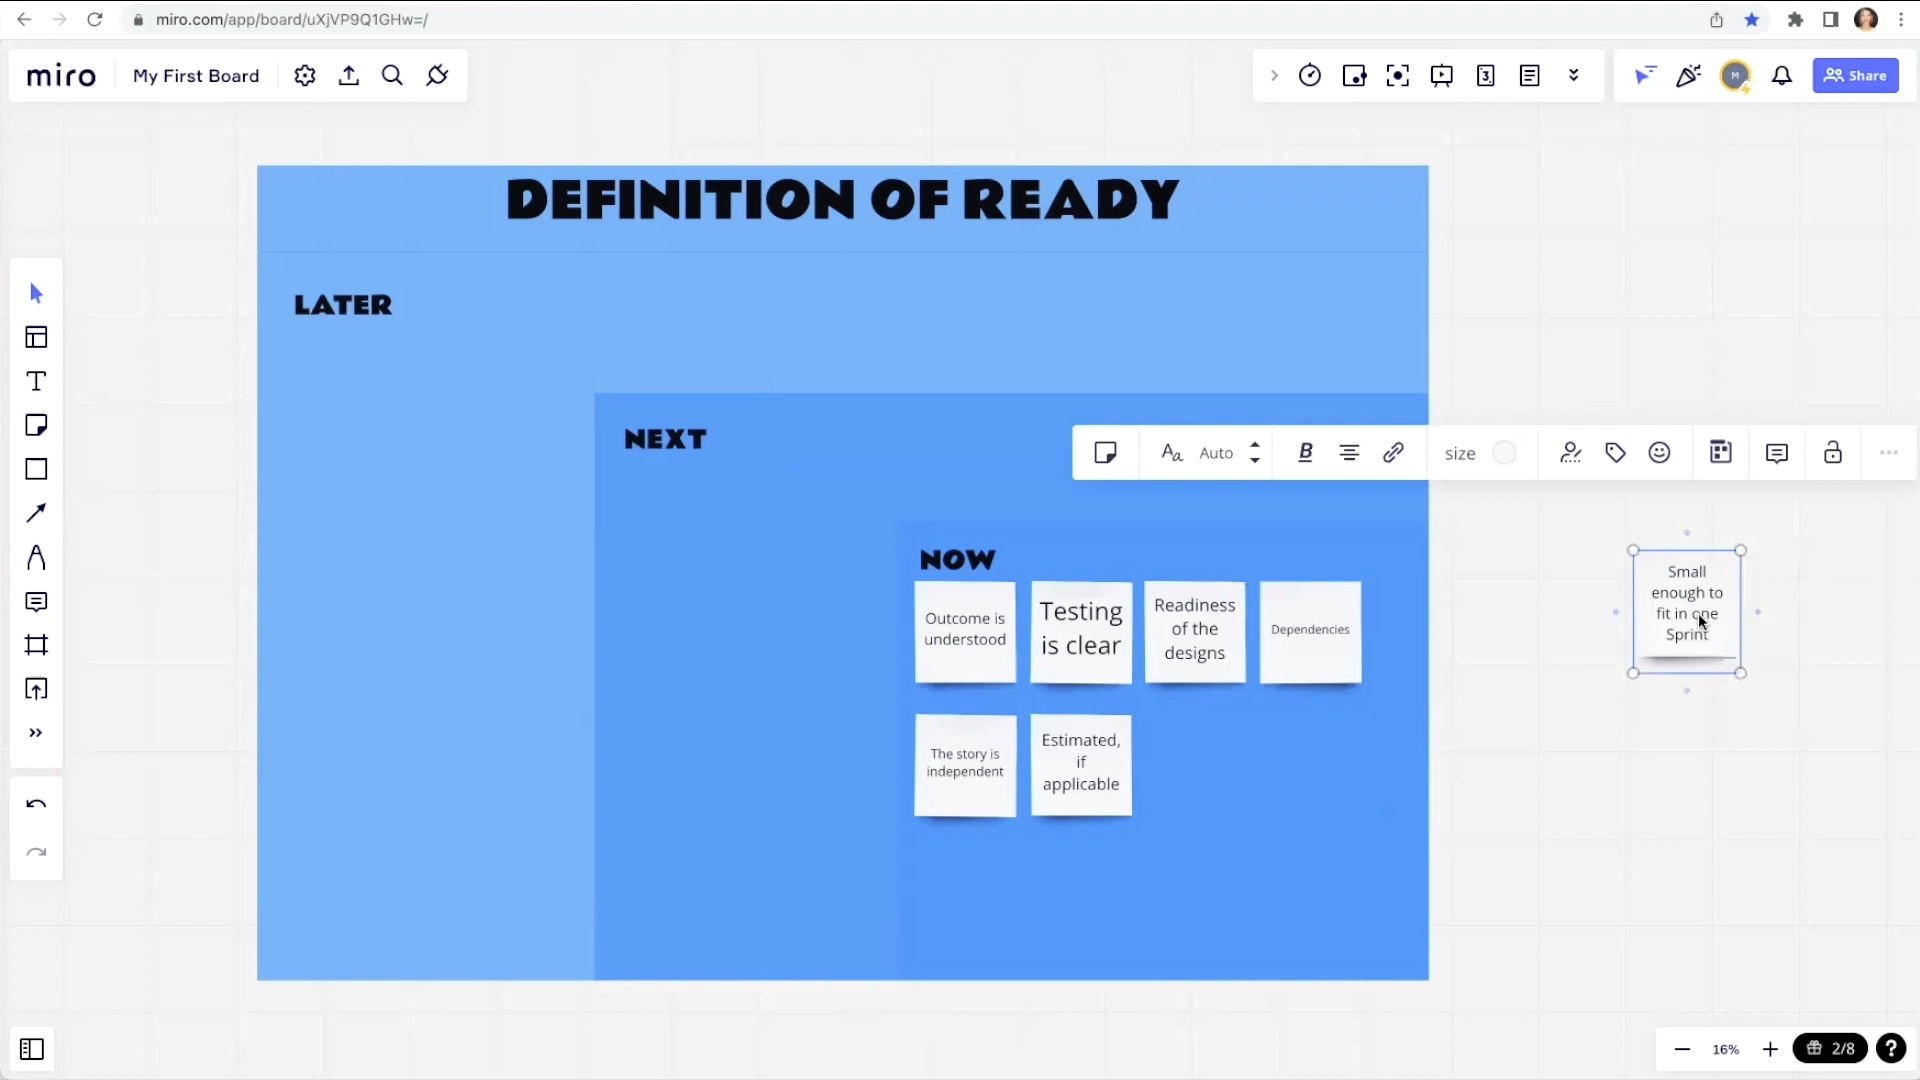 miro.com/app/board/uXjVP9Q1GHw=/
miro
My First Board
3
M
Share
DEFINITION OF READY
LATER
NEXT
Aa
Auto
B
size
NOW
Outcome is
understood
Testing
is clear
Readiness
of the
designs
Dependencies
Small
enough to
fit in one
Sprint
The story is
independent
Estimated,
if
applicable
16%
2/8
?